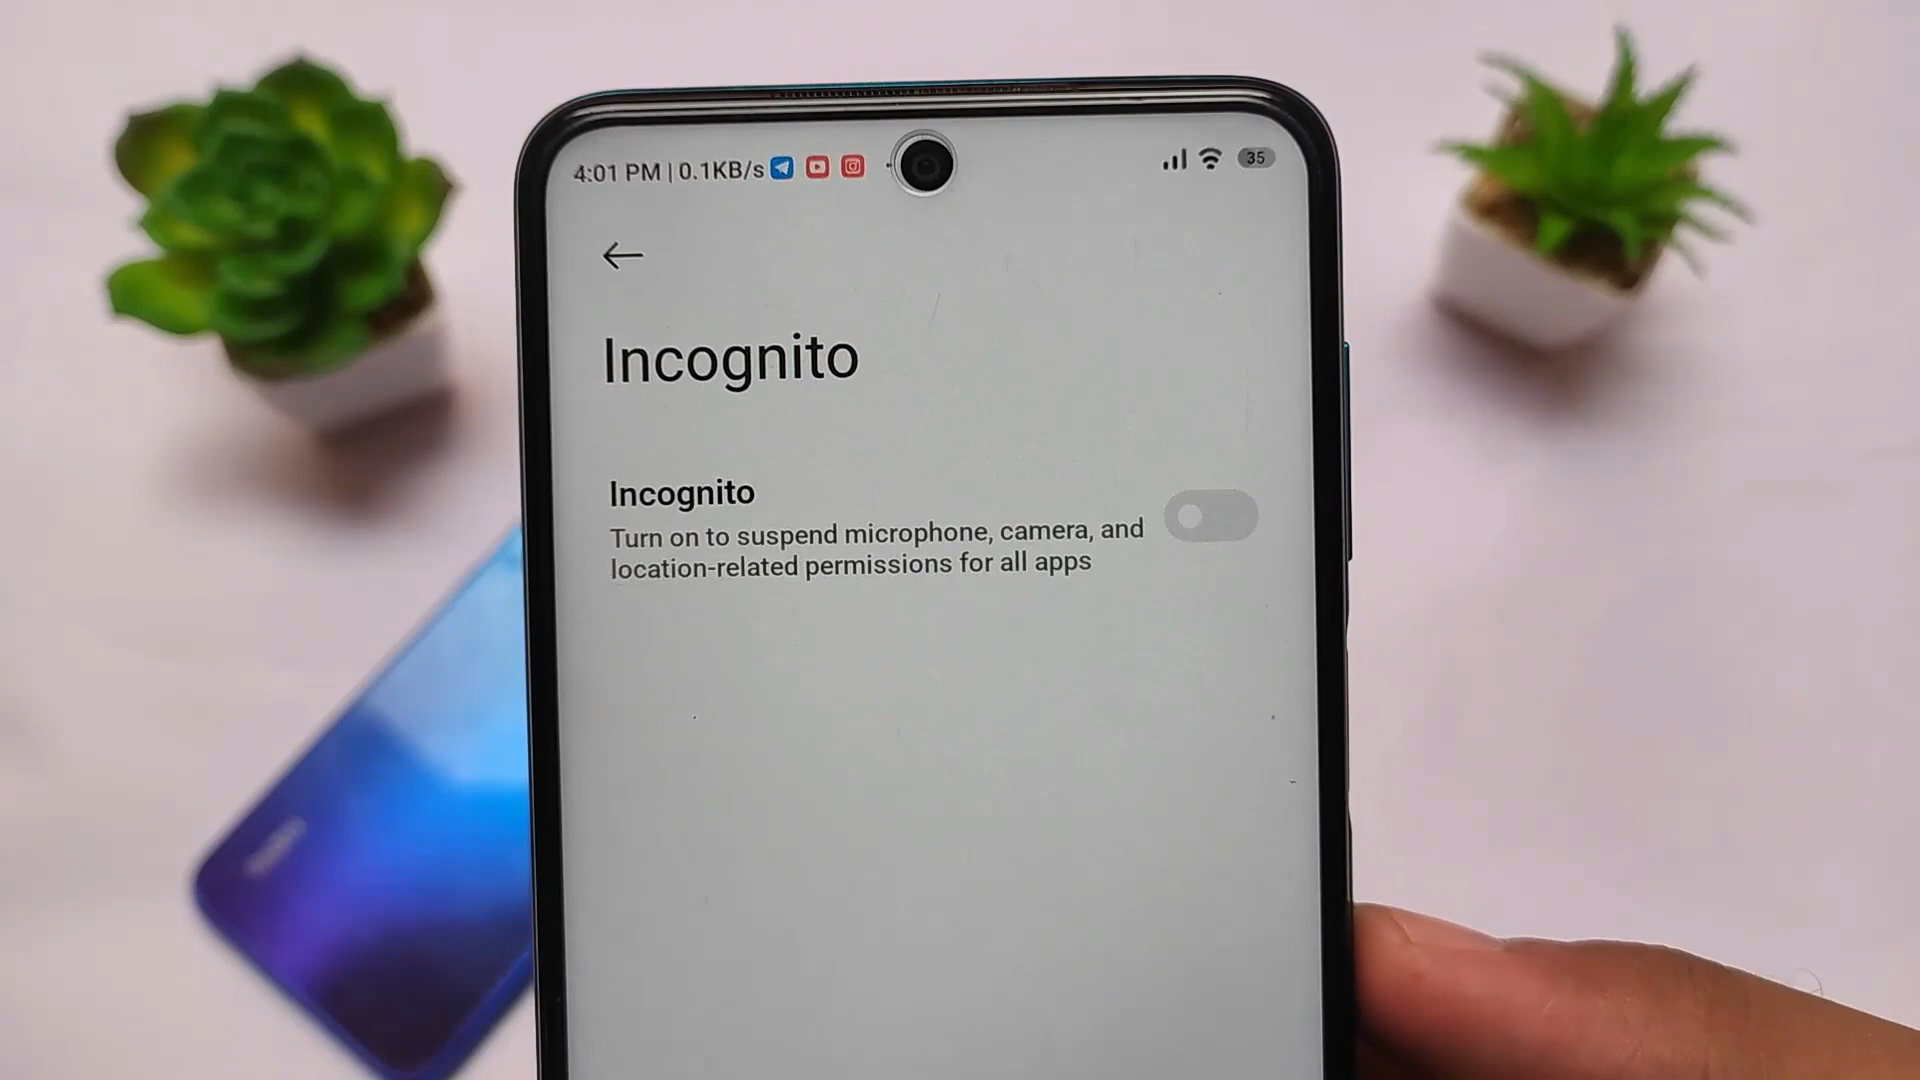 4:01 PM | 0.1KB/s
35
Incognito
Incognito
Turn on to suspend microphone, camera, and
location-related permissions for all apps